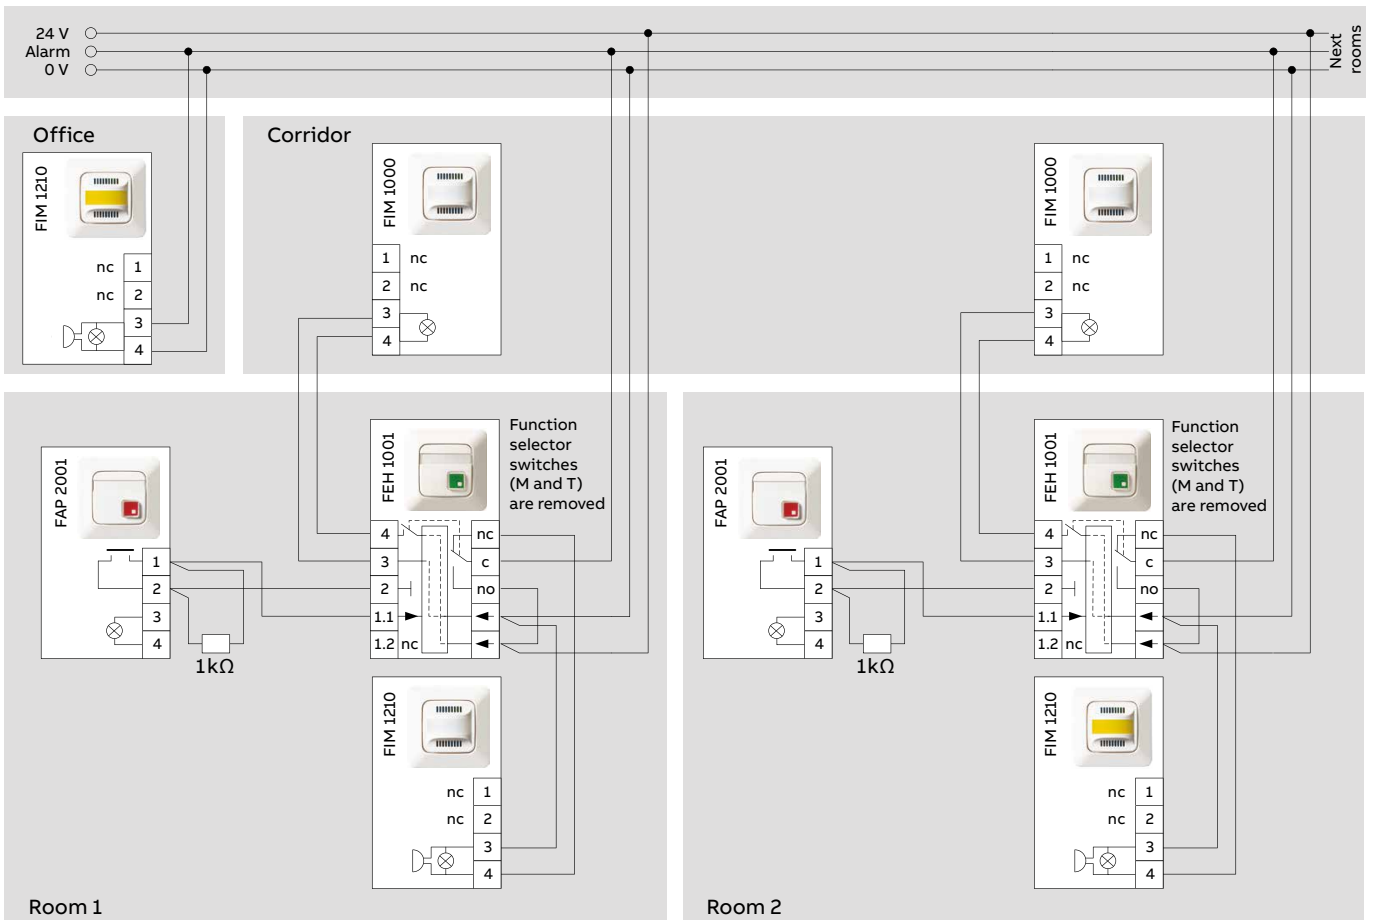 24 V
Alarm
0 V
Next
rooms
Office
FIM 1210
nc 1
nc 2
3
4
Corridor
FIM 1000
1 nc
2 nc
3
4
FIM 1000
1 nc
2 nc
3
4
FAP 2001
1
2
3
4
1kΩ
FEH 1001
Function
selector
switches
(M and T)
are removed
4 nc
3 c
2 no
1.1
1.2 nc
FIM 1210
nc 1
nc 2
3
4
Room 1
FAP 2001
1
2
3
4
1kΩ
FEH 1001
Function
selector
switches
(M and T)
are removed
4 nc
3 c
2 no
1.1
1.2 nc
FIM 1210
nc 1
nc 2
3
4
Room 2